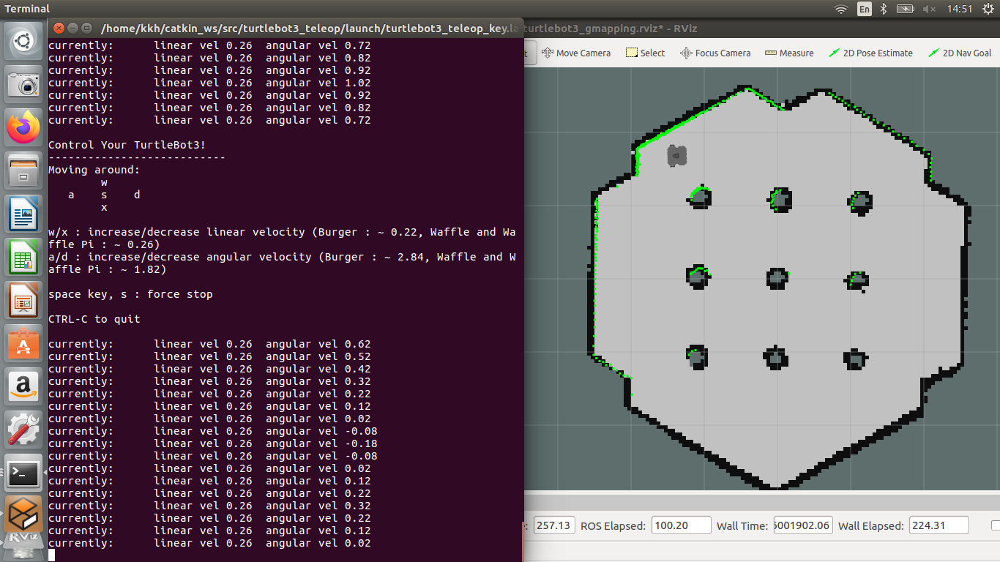 Terminal
En
14:51
/home/kkh/catkin_ws/src/turtlebot3_teleop/launch/turtlebot3_teleop_key.la
turtlebot3_gmapping.rviz* - RViz
Move Camera
Select
Focus Camera
Measure
2D Pose Estimate
2D Nav Goal
currently: linear vel 0.26 angular vel 0.72
currently: linear vel 0.26 angular vel 0.82
currently: linear vel 0.26 angular vel 0.92
currently: linear vel 0.26 angular vel 1.02
currently: linear vel 0.26 angular vel 0.92
currently: linear vel 0.26 angular vel 0.82
currently: linear vel 0.26 angular vel 0.72
Control Your TurtleBot3!
---------------------------
Moving around:
w
a s d
x
w/x : increase/decrease linear velocity (Burger : ~ 0.22, Waffle and Wa
ffle Pi : ~ 0.26)
a/d : increase/decrease angular velocity (Burger : ~ 2.84, Waffle and W
affle Pi : ~ 1.82)
space key, s : force stop
CTRL-C to quit
currently: linear vel 0.26 angular vel 0.62
currently: linear vel 0.26 angular vel 0.52
currently: linear vel 0.26 angular vel 0.42
currently: linear vel 0.26 angular vel 0.32
currently: linear vel 0.26 angular vel 0.22
currently: linear vel 0.26 angular vel 0.12
currently: linear vel 0.26 angular vel 0.02
currently: linear vel 0.26 angular vel -0.08
currently: linear vel 0.26 angular vel -0.18
currently: linear vel 0.26 angular vel -0.08
currently: linear vel 0.26 angular vel 0.02
currently: linear vel 0.26 angular vel 0.12
currently: linear vel 0.26 angular vel 0.22
currently: linear vel 0.26 angular vel 0.32
currently: linear vel 0.26 angular vel 0.22
currently: linear vel 0.26 angular vel 0.12
currently: linear vel 0.26 angular vel 0.02
257.13
ROS Elapsed: 100.20
Wall Time: 6001902.06
Wall Elapsed: 224.31
RViz